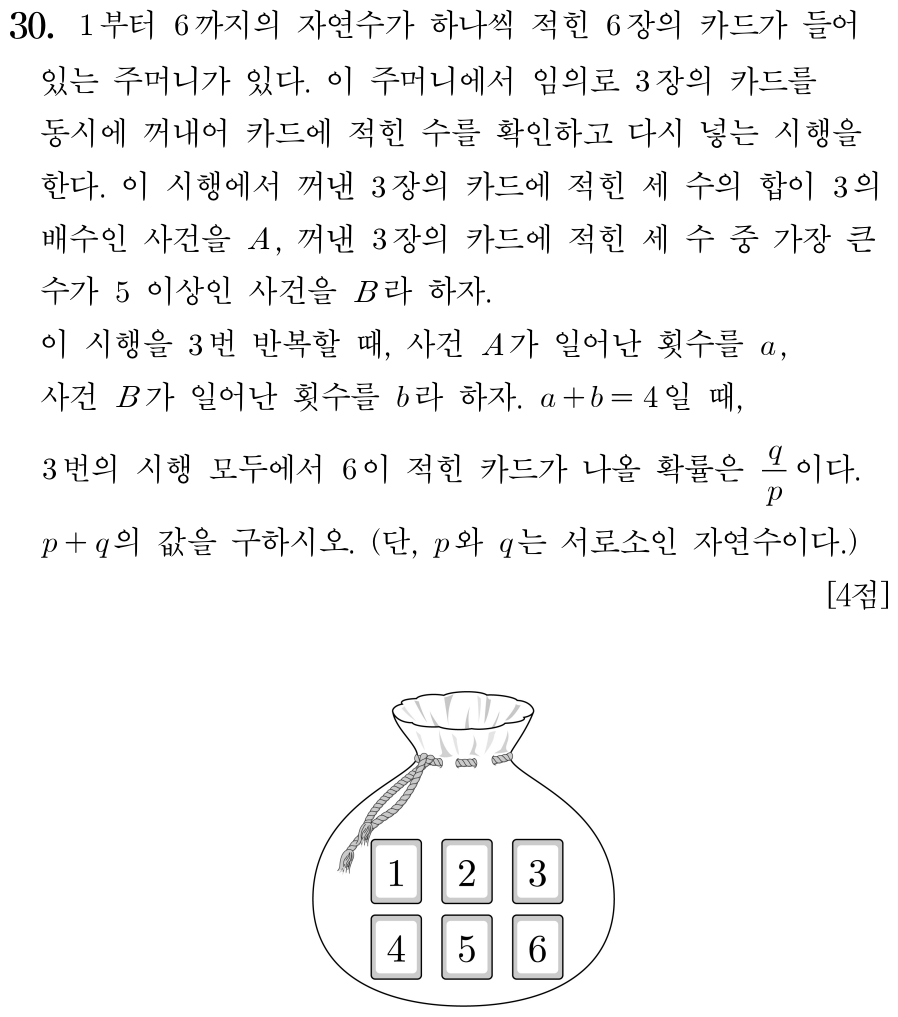 30. 1부터 6까지의 자연수가 하나씩 적힌 6장의 카드가 들어
있는 주머니가 있다. 이 주머니에서 임의로 3장의 카드를
동시에 꺼내어 카드에 적힌 수를 확인하고 다시 넣는 시행을
한다. 이 시행에서 꺼낸 3장의 카드에 적힌 세 수의 합이 3의
배수인 사건을 A, 꺼낸 3장의 카드에 적힌 세 수 중 가장 큰
수가 5 이상인 사건을 B라 하자.
이 시행을 3번 반복할 때, 사건 A가 일어난 횟수를 a,
사건 B가 일어난 횟수를 b라 하자. a+b=4일 때,
3번의 시행 모두에서 6이 적힌 카드가 나올 확률은 q/p이다.
p+q의 값을 구하시오. (단, p와 q는 서로소인 자연수이다.)
[4점]
1 2 3
4 5 6